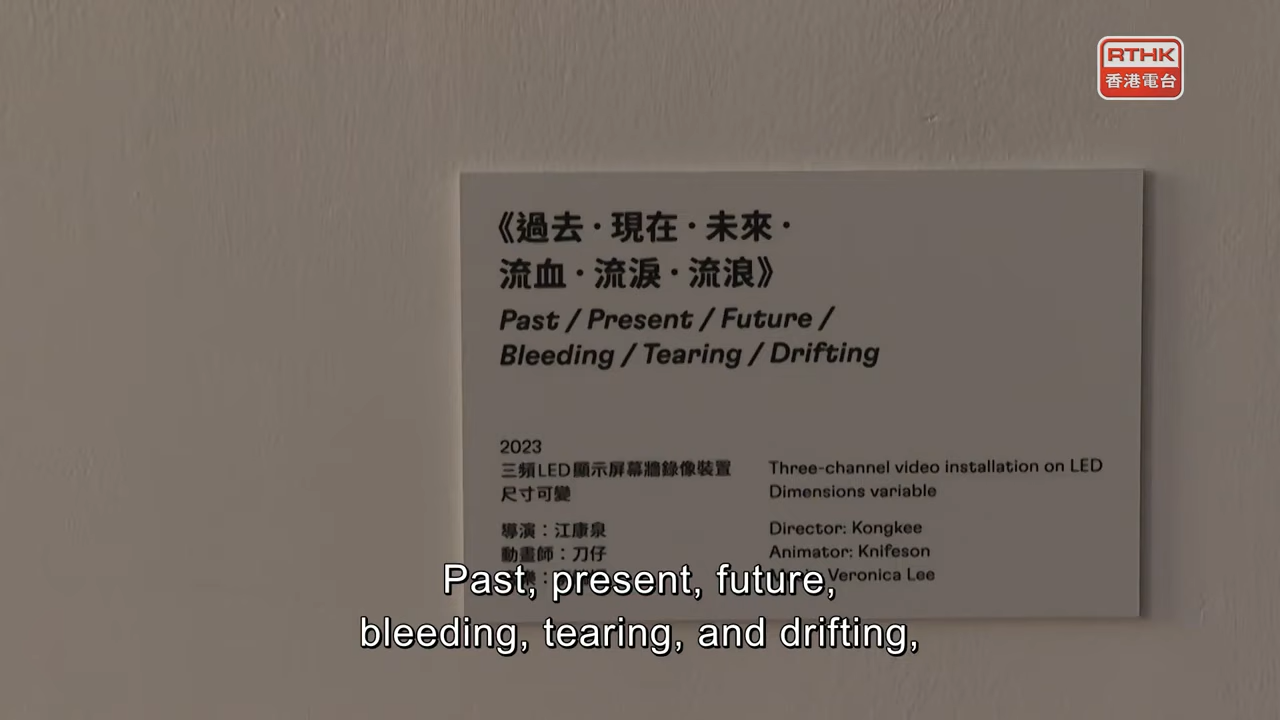 RTHK
香港電台
《過去·現在·未來·
流血·流淚·流浪》
Past / Present / Future /
Bleeding / Tearing / Drifting
2023
三頻LED顯示屏幕牆錄像裝置
尺寸可變
Three-channel video installation on LED
Dimensions variable
導演：江康泉
動畫師：刀仔
Director: Kongkee
Animator: Knifeson
Veronica Lee
Past, present, future,
bleeding, tearing, and drifting,